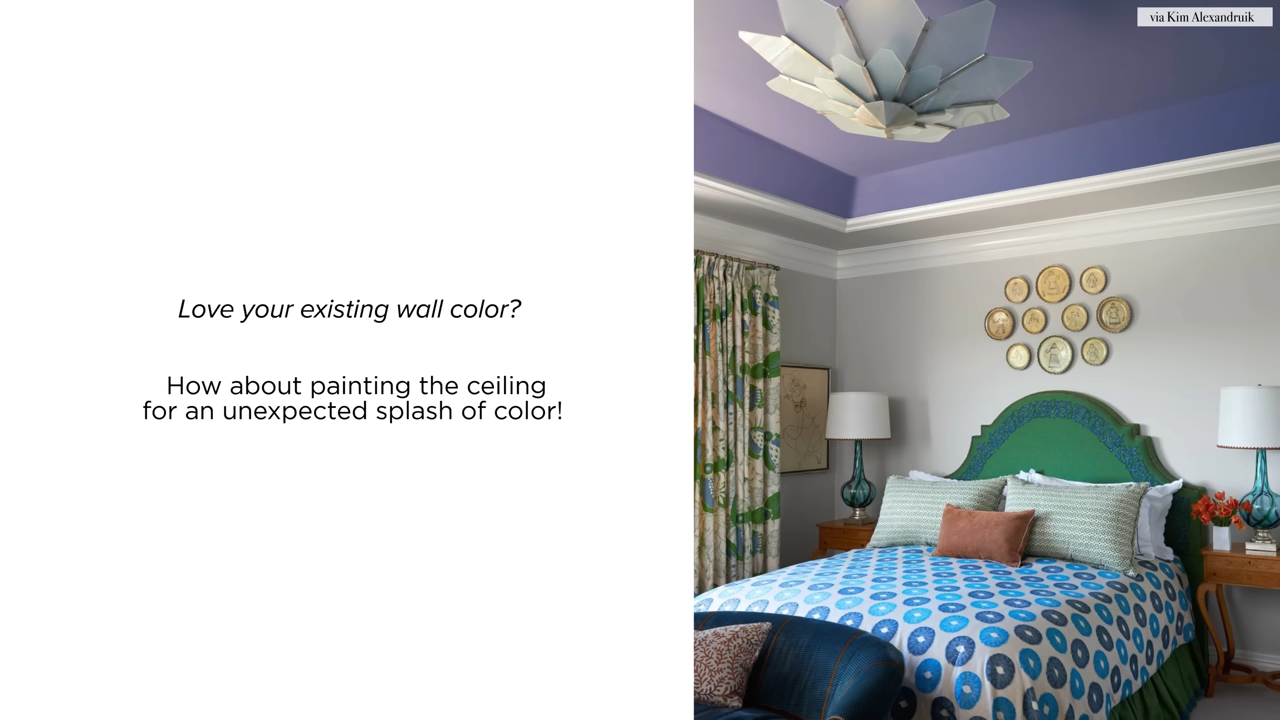 via Kim Alexandruik
Love your existing wall color?
How about painting the ceiling
for an unexpected splash of color!